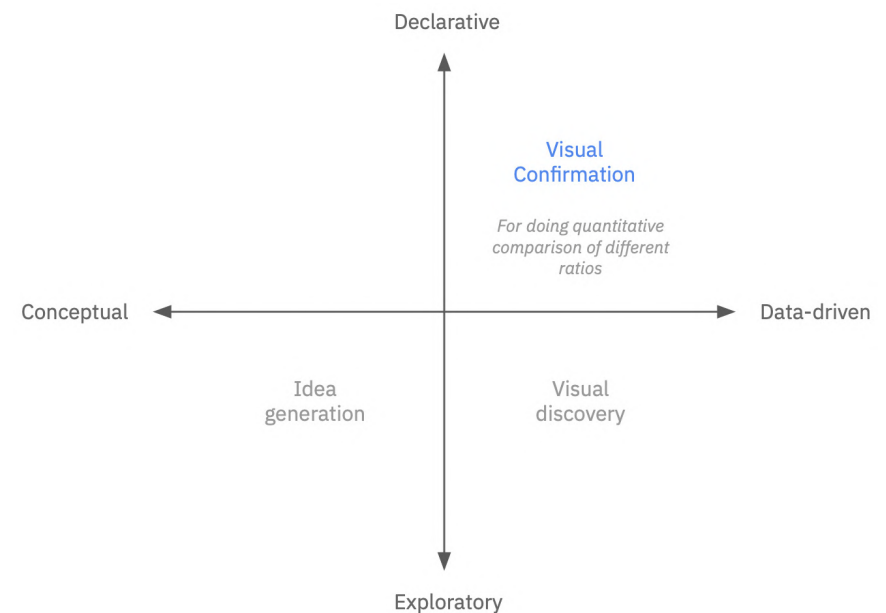 Declarative
Visual
Confirmation
For doing quantitative
comparison of different
ratios
Conceptual
Data-driven
Idea
generation
Visual
discovery
Exploratory